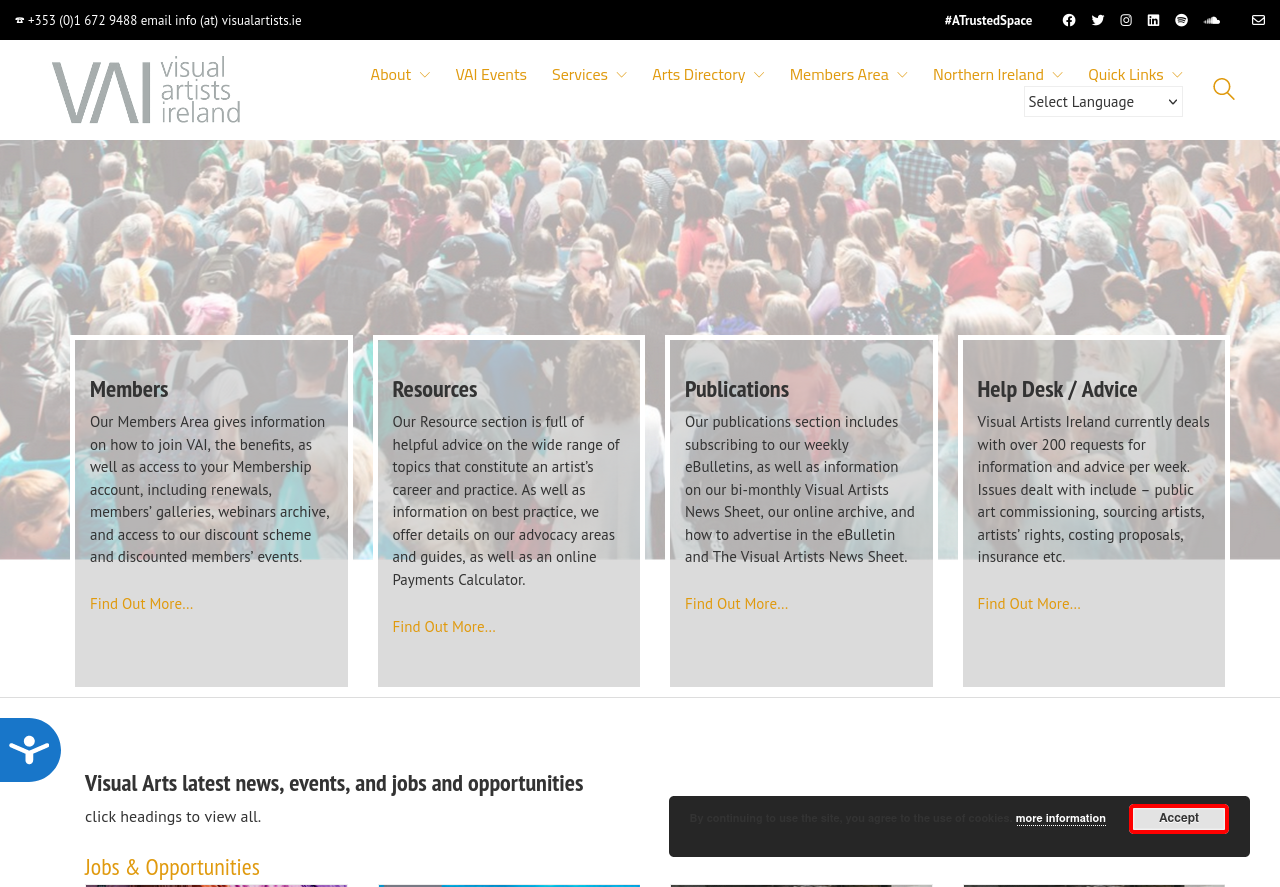 ☎ +353 (0)1 672 9488 email info (at) visualartists.ie
#ATrustedSpace
visual
artists
ireland
VAI
About
VAI Events
Services
Arts Directory
Members Area
Northern Ireland
Quick Links
Select Language
Members
Our Members Area gives information
on how to join VAI, the benefits, as
well as access to your Membership
account, including renewals,
members’ galleries, webinars archive,
and access to our discount scheme
and discounted members’ events.
Find Out More…
Resources
Our Resource section is full of
helpful advice on the wide range of
topics that constitute an artist’s
career and practice. As well as
information on best practice, we
offer details on our advocacy areas
and guides, as well as an online
Payments Calculator.
Find Out More…
Publications
Our publications section includes
subscribing to our weekly
eBulletins, as well as information
on our bi-monthly Visual Artists
News Sheet, our online archive, and
how to advertise in the eBulletin
and The Visual Artists News Sheet.
Find Out More…
Help Desk / Advice
Visual Artists Ireland currently deals
with over 200 requests for
information and advice per week.
Issues dealt with include – public
art commissioning, sourcing artists,
artists’ rights, costing proposals,
insurance etc.
Find Out More…
Visual Arts latest news, events, and jobs and opportunities
click headings to view all.
By continuing to use the site, you agree to the use of cookies. more information
Accept
Jobs & Opportunities